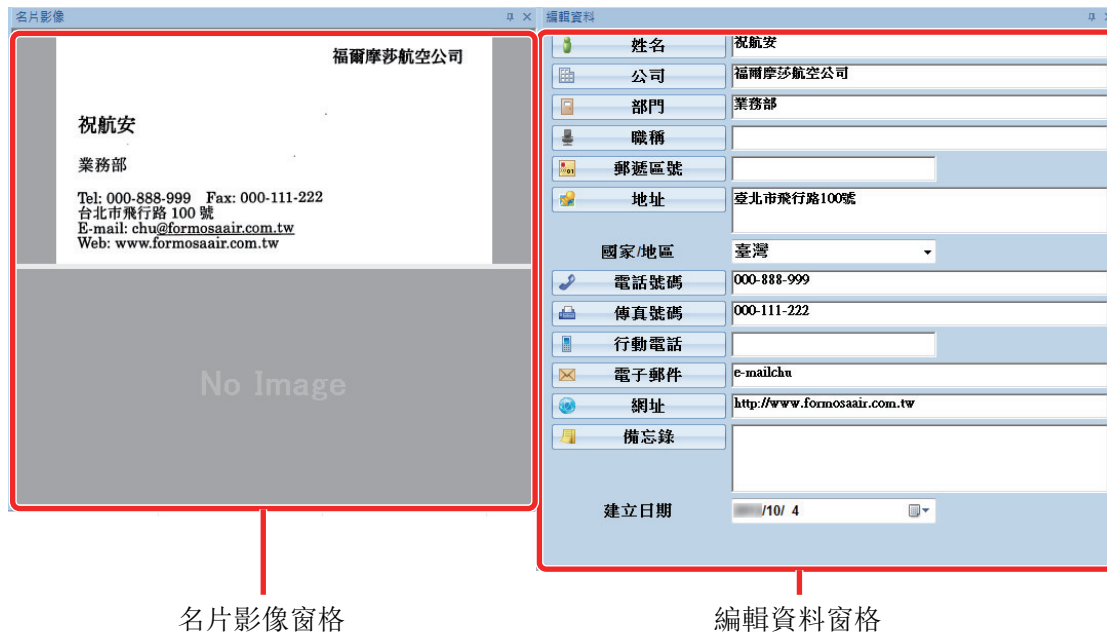 名片影像
福爾摩莎航空公司
祝航安
業務部
Tel: 000-888-999 Fax: 000-111-222
台北市飛行路 100 號
E-mail: chu@formosaair.com.tw
Web: www.formosaair.com.tw
No Image
編輯資料
姓名 祝航安
公司 福爾摩莎航空公司
部門 業務部
職稱
郵遞區號
地址 臺北市飛行路100號
國家/地區 臺灣
電話號碼 000-888-999
傳真號碼 000-111-222
行動電話
電子郵件 e-mailchu
網址 http://www.formosaair.com.tw
備忘錄
建立日期 /10/ 4
名片影像窗格
編輯資料窗格